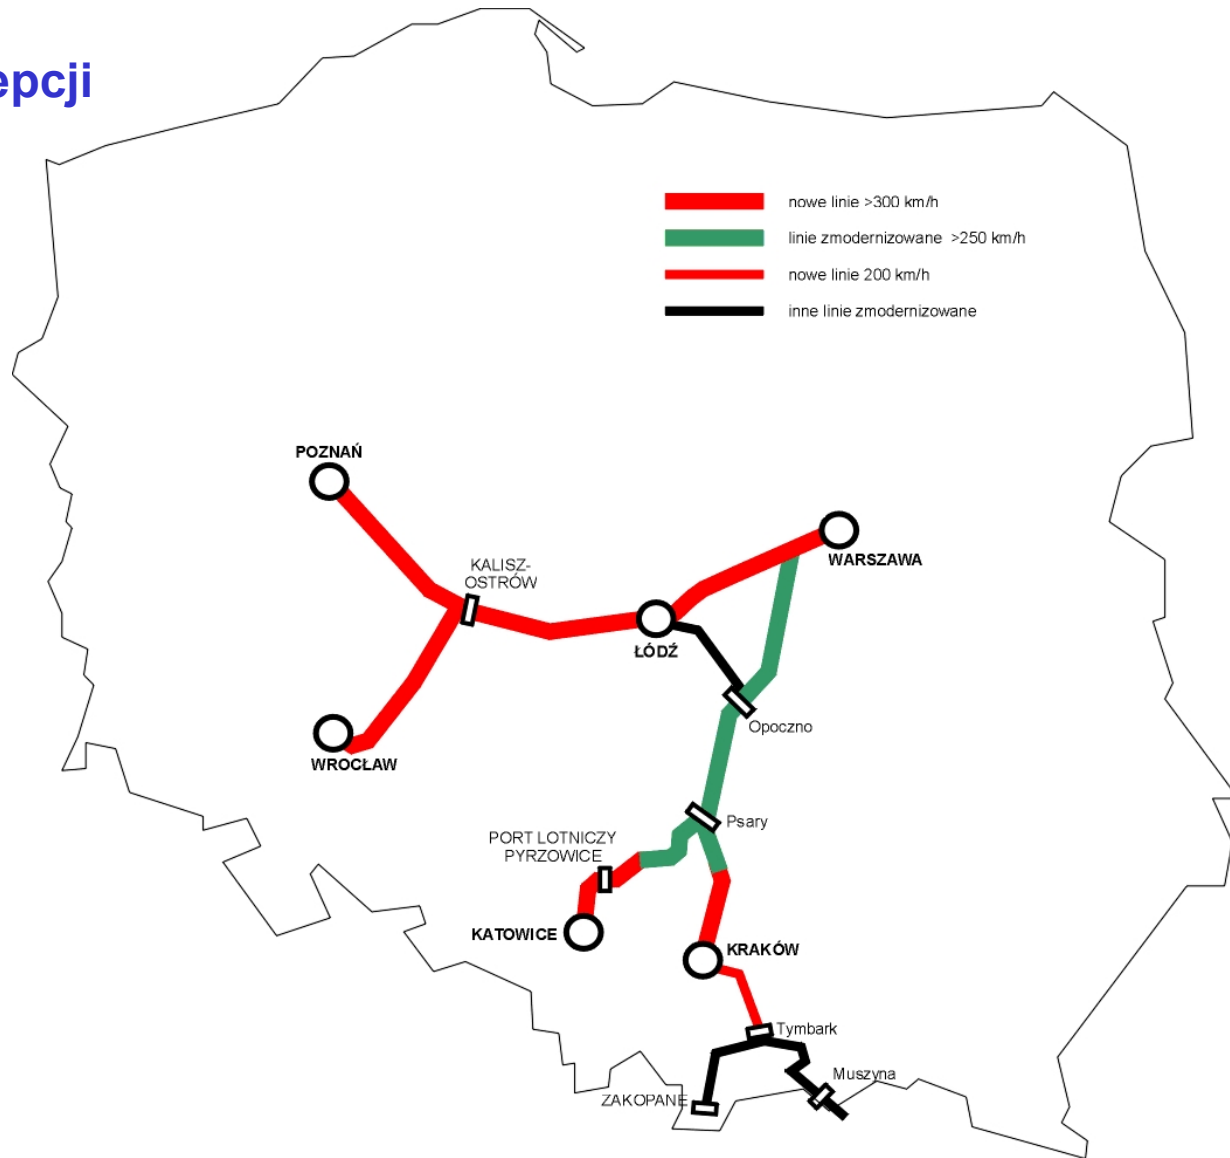 epcji
nowe linie >300 km/h
linie zmodernizowane >250 km/h
nowe linie 200 km/h
inne linie zmodernizowane
POZNAŃ
KALISZ-
OSTRÓW
WARSZAWA
ŁÓDŹ
Opoczno
WROCŁAW
Psary
PORT LOTNICZY
PYRZOWICE
KATOWICE
KRAKÓW
Tymbark
Muszyna
ZAKOPANE